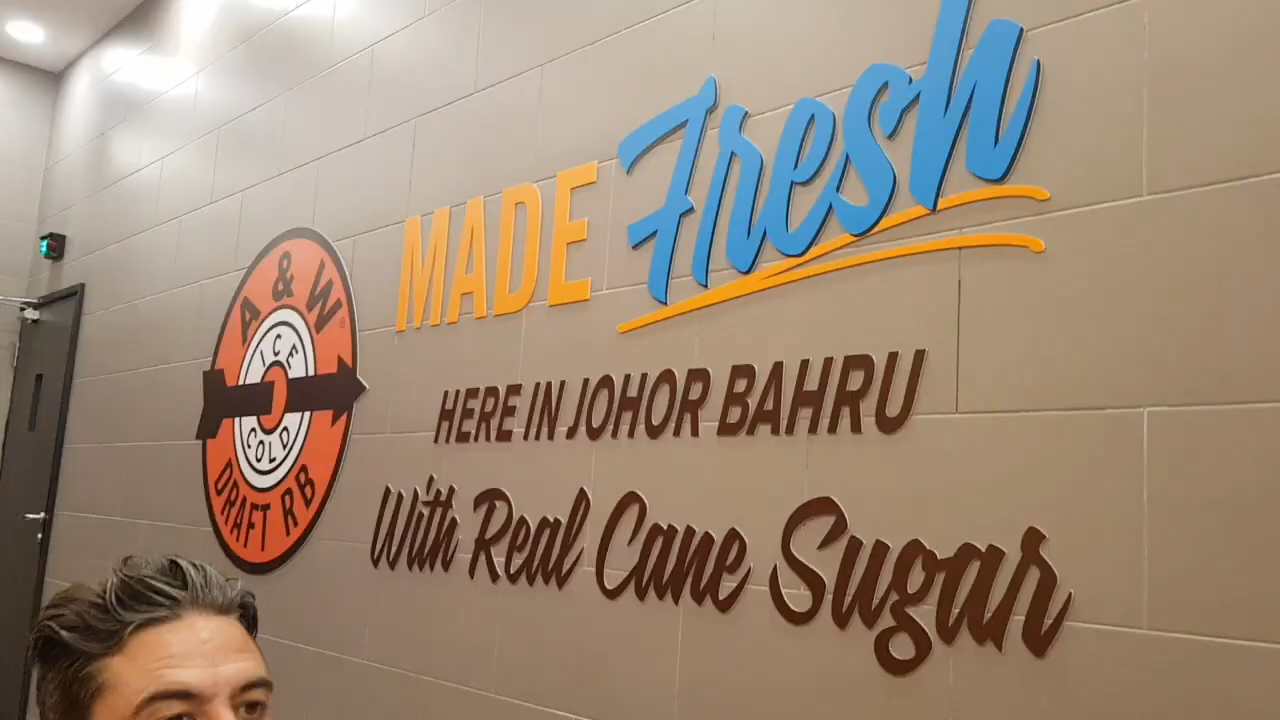 A & W
ICE
COLD
DRAFT RB
MADE Fresh
HERE IN JOHOR BAHRU
With Real Cane Sugar